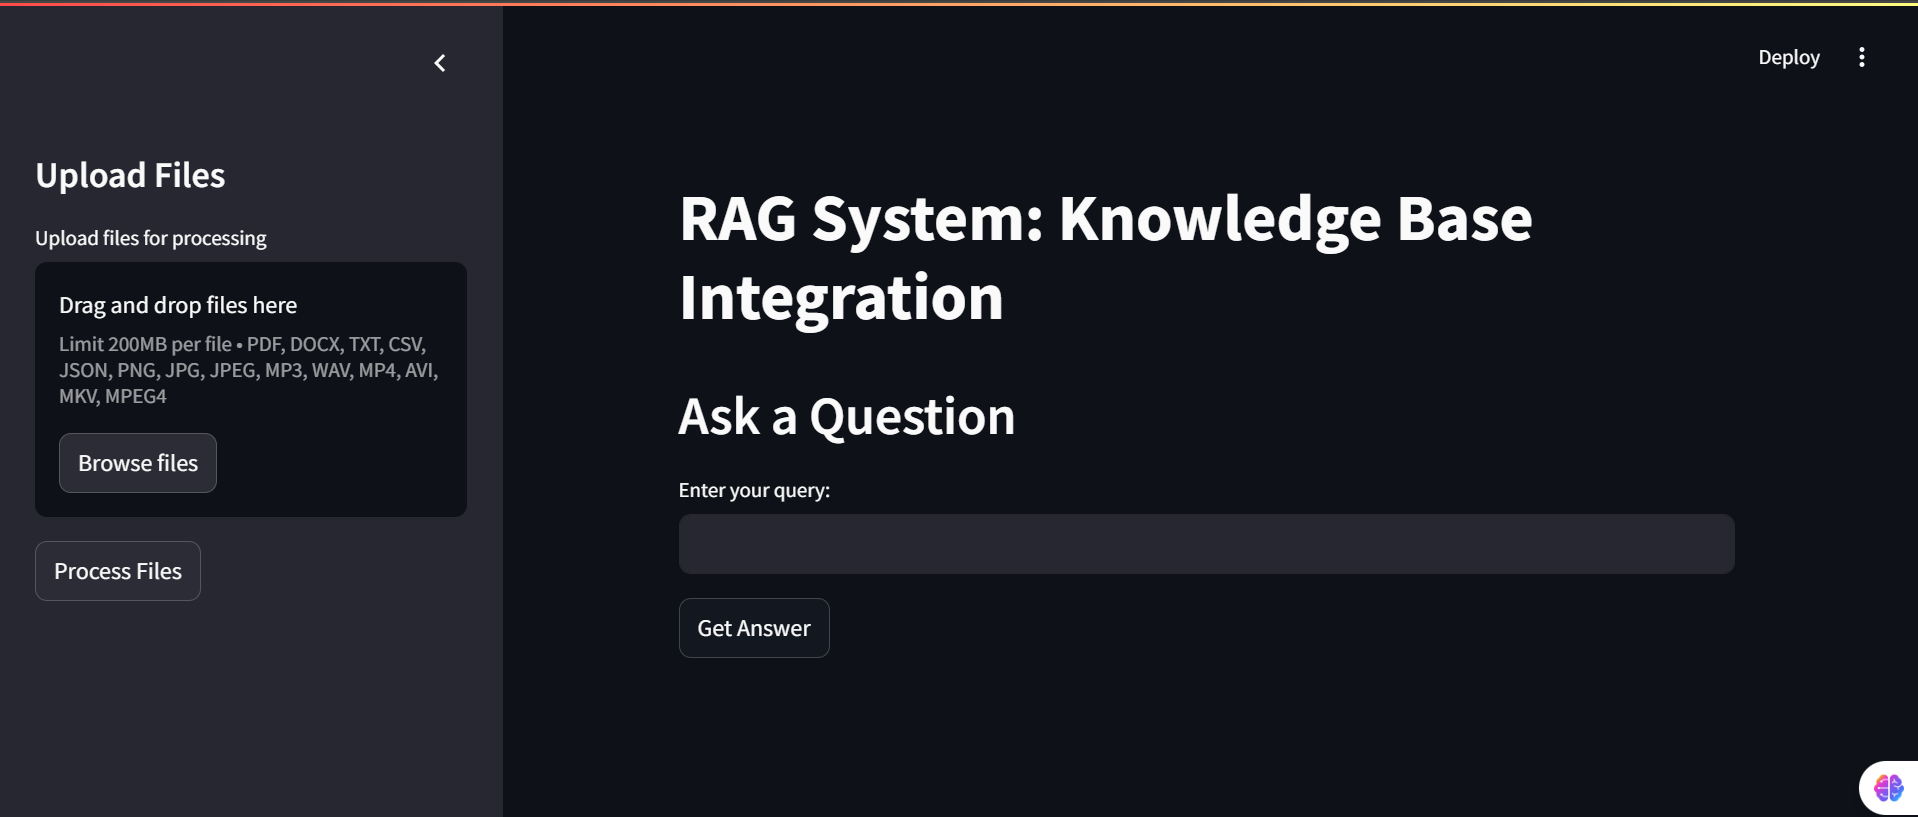 Deploy
Upload Files
Upload files for processing
Drag and drop files here
Limit 200MB per file • PDF, DOCX, TXT, CSV,
JSON, PNG, JPG, JPEG, MP3, WAV, MP4, AVI,
MKV, MPEG4
Browse files
Process Files
RAG System: Knowledge Base
Integration
Ask a Question
Enter your query:
Get Answer